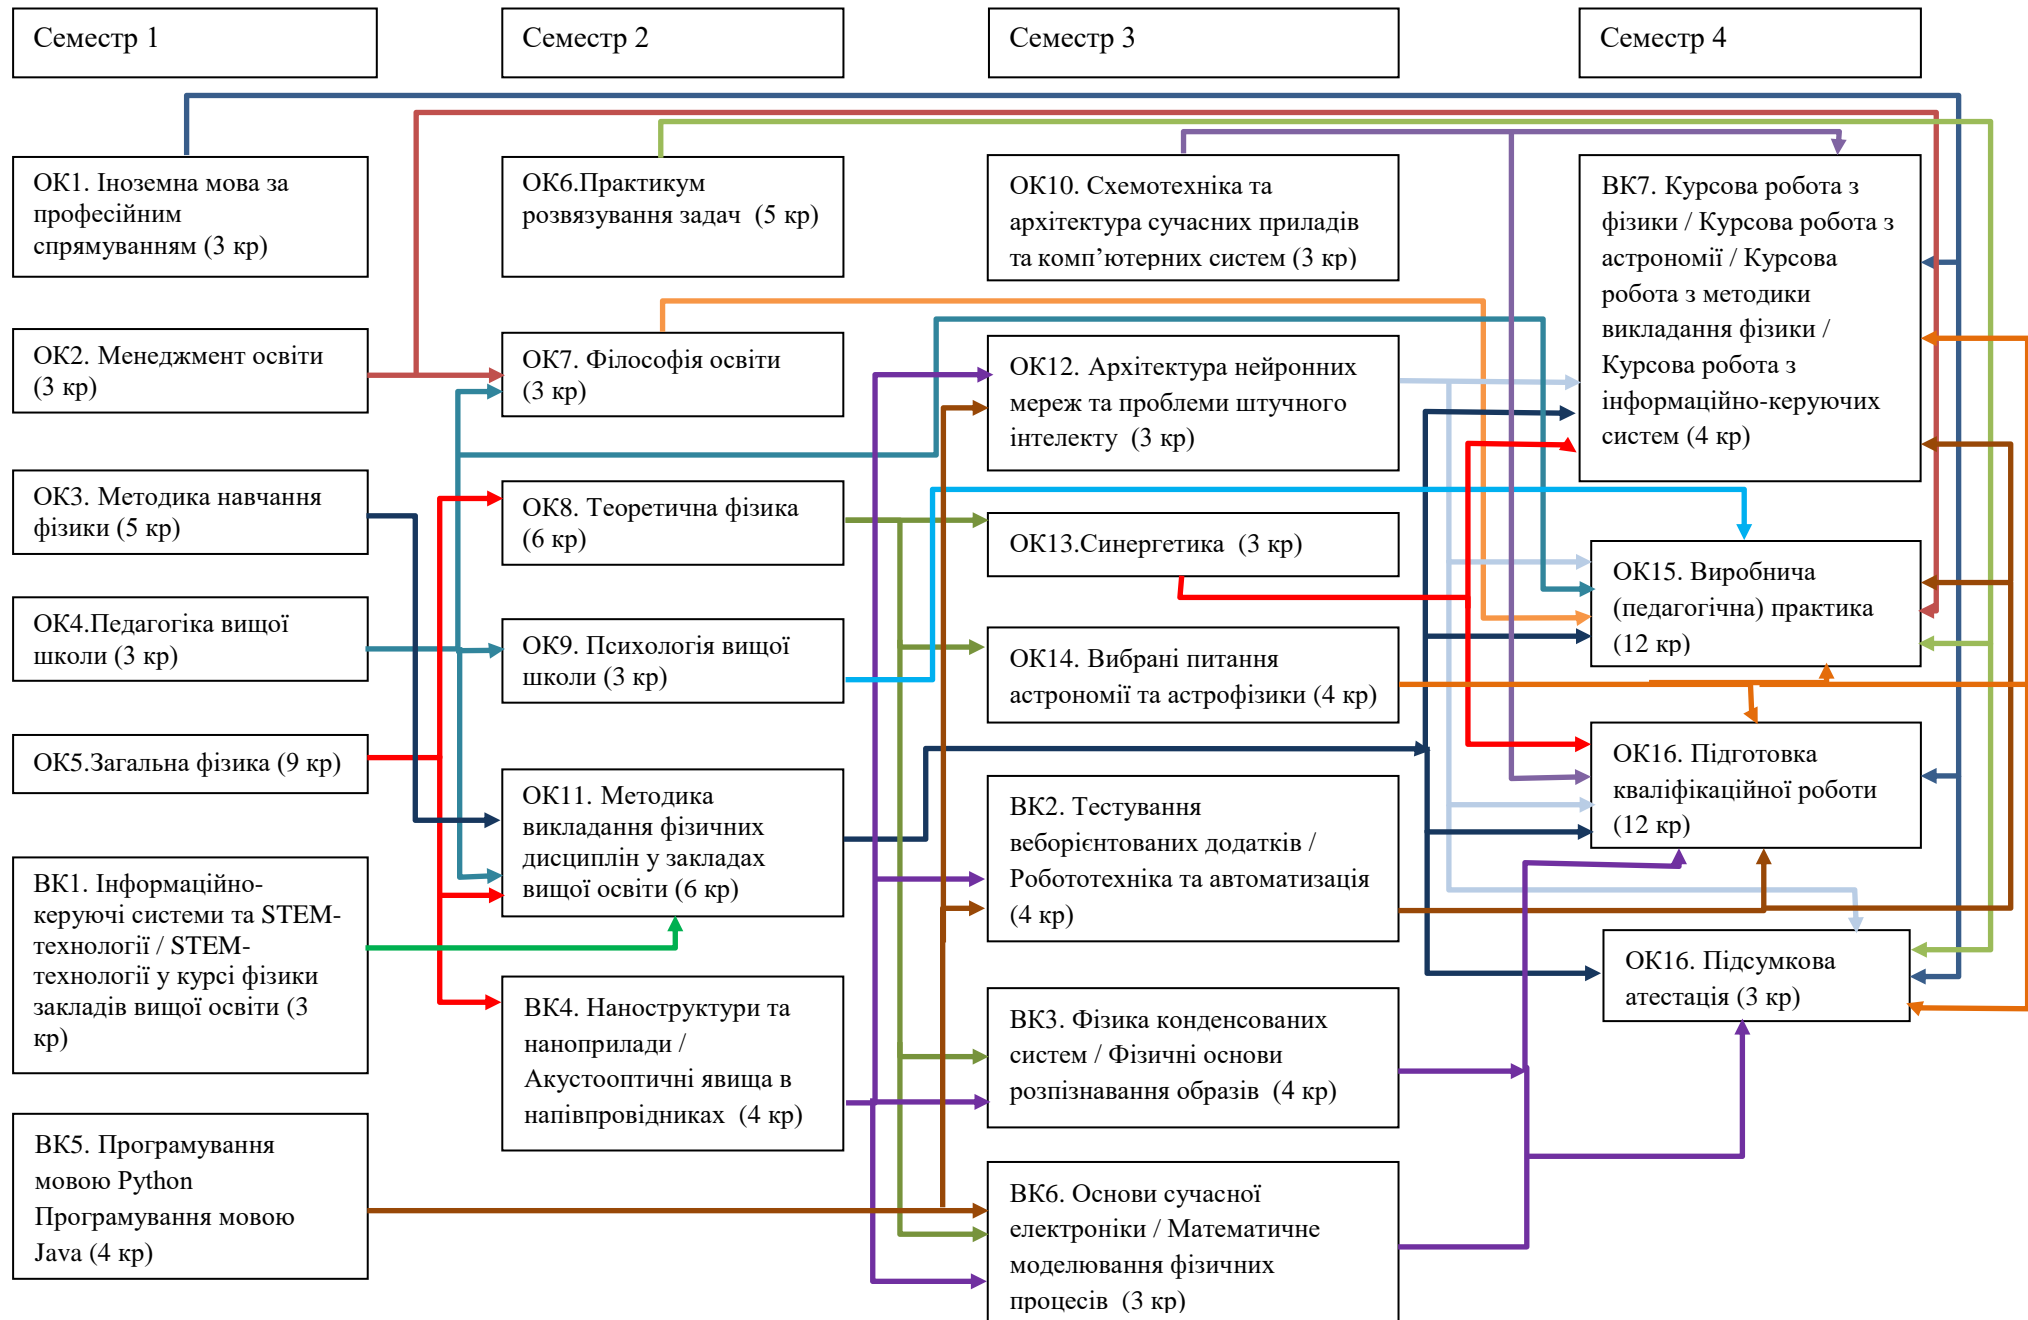 Семестр 1
Семестр 2
Семестр 3
Семестр 4
ОК1. Іноземна мова за
професійним
спрямуванням (3 кр)
ОК2. Менеджмент освіти
(3 кр)
ОК3. Методика навчання
фізики (5 кр)
ОК4.Педагогіка вищої
школи (3 кр)
ОК5.Загальна фізика (9 кр)
ВК1. Інформаційно-
керуючі системи та STEM-
технології / STEM-
технології у курсі фізики
закладів вищої освіти (3
кр)
ВК5. Програмування
мовою Python
Програмування мовою
Java (4 кр)
ОК6.Практикум
розвязування задач (5 кр)
ОК7. Філософія освіти
(3 кр)
ОК8. Теоретична фізика
(6 кр)
ОК9. Психологія вищої
школи (3 кр)
ОК11. Методика
викладання фізичних
дисциплін у закладах
вищої освіти (6 кр)
ВК4. Наноструктури та
наноприлади /
Акустооптичні явища в
напівпровідниках (4 кр)
ОК10. Схемотехніка та
архітектура сучасних приладів
та комп’ютерних систем (3 кр)
ОК12. Архітектура нейронних
мереж та проблеми штучного
інтелекту (3 кр)
ОК13.Синергетика (3 кр)
ОК14. Вибрані питання
астрономії та астрофізики (4 кр)
ВК2. Тестування
веборієнтованих додатків /
Робототехніка та автоматизація
(4 кр)
ВК3. Фізика конденсованих
систем / Фізичні основи
розпізнавання образів (4 кр)
ВК6. Основи сучасної
електроніки / Математичне
моделювання фізичних
процесів (3 кр)
ВК7. Курсова робота з
фізики / Курсова робота з
астрономії / Курсова
робота з методики
викладання фізики /
Курсова робота з
інформаційно-керуючих
систем (4 кр)
ОК15. Виробнича
(педагогічна) практика
(12 кр)
ОК16. Підготовка
кваліфікаційної роботи
(12 кр)
ОК16. Підсумкова
атестація (3 кр)